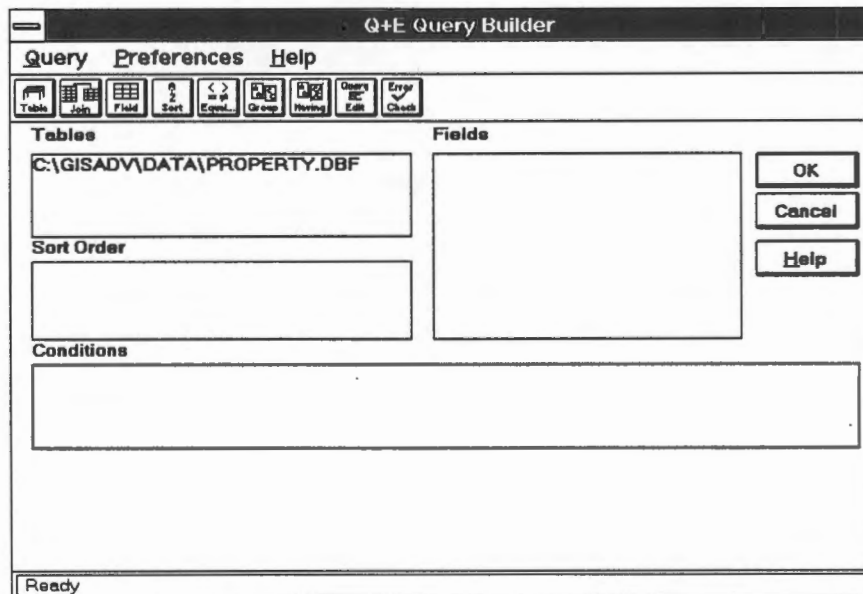 Q+E Query Builder
Query Preferences Help
Table Join Field Sort Equal... Group Having Query Edit Error Check
Tables
C:\GISADV\DATA\PROPERTY.DBF
Fields
OK
Cancel
Sort Order
Help
Conditions
Ready